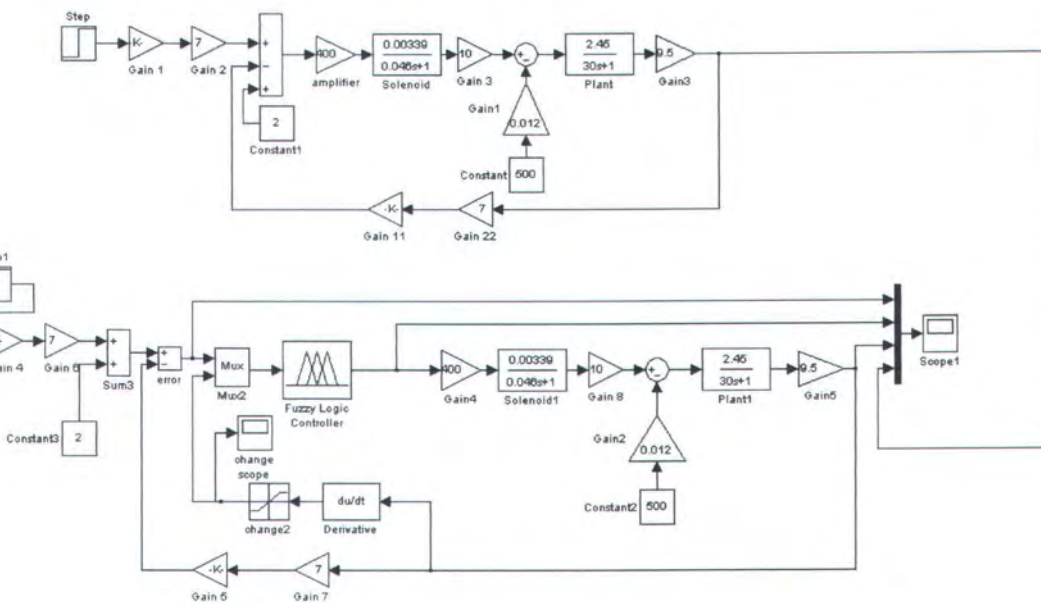 Step
K-
7
400
0.00339
0.046s+1
10
2.45
30s+1
9.5
Gain 1
Gain 2
amplifier
Solenoid
Gain 3
Plant
Gain3
Gain1
0.012
2
Constant1
Constant
500
-K-
7
Gain 11
Gain 22
7
Gain 6
Sum3
error
Mux
Mux2
Fuzzy Logic
Controller
400
Gain4
0.00339
0.046s+1
Solenoid1
10
Gain 8
2.45
30s+1
Plant1
9.5
Gain5
Scope1
Gain2
0.012
Constant3
2
change
scope
change2
du/dt
Derivative
Constant2
500
-K-
7
Gain 5
Gain 7